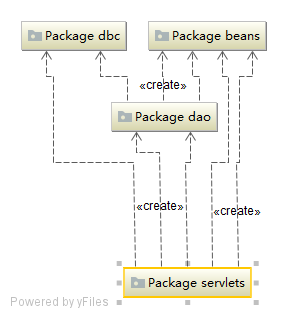 Package dbc
Package beans
«create»
Package dao
«create»
«create»
Package servlets
Powered by yFiles